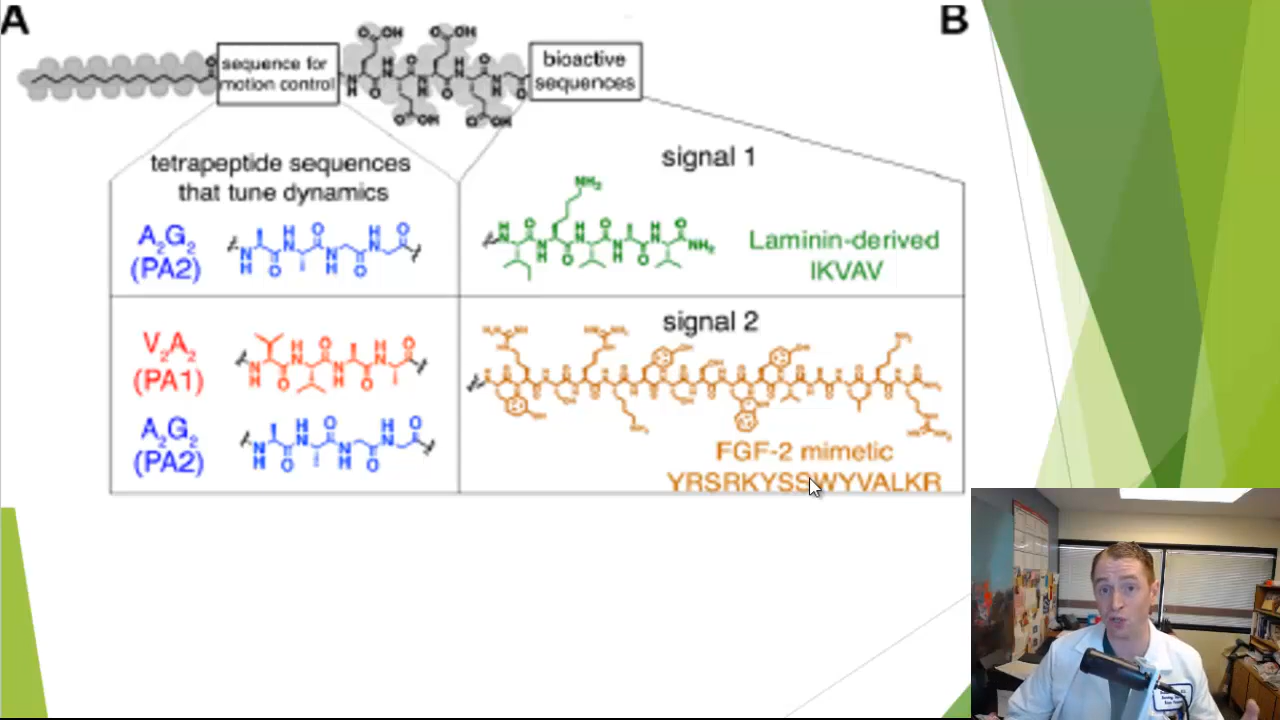 A
B
sequence for
motion control
bioactive
sequences
tetrapeptide sequences
that tune dynamics
signal 1
A₂G₂
(PA2)
Laminin-derived
IKVAV
signal 2
V₂A₂
(PA1)
A₂G₂
(PA2)
FGF-2 mimetic
YRSRKYSSWYVALKR